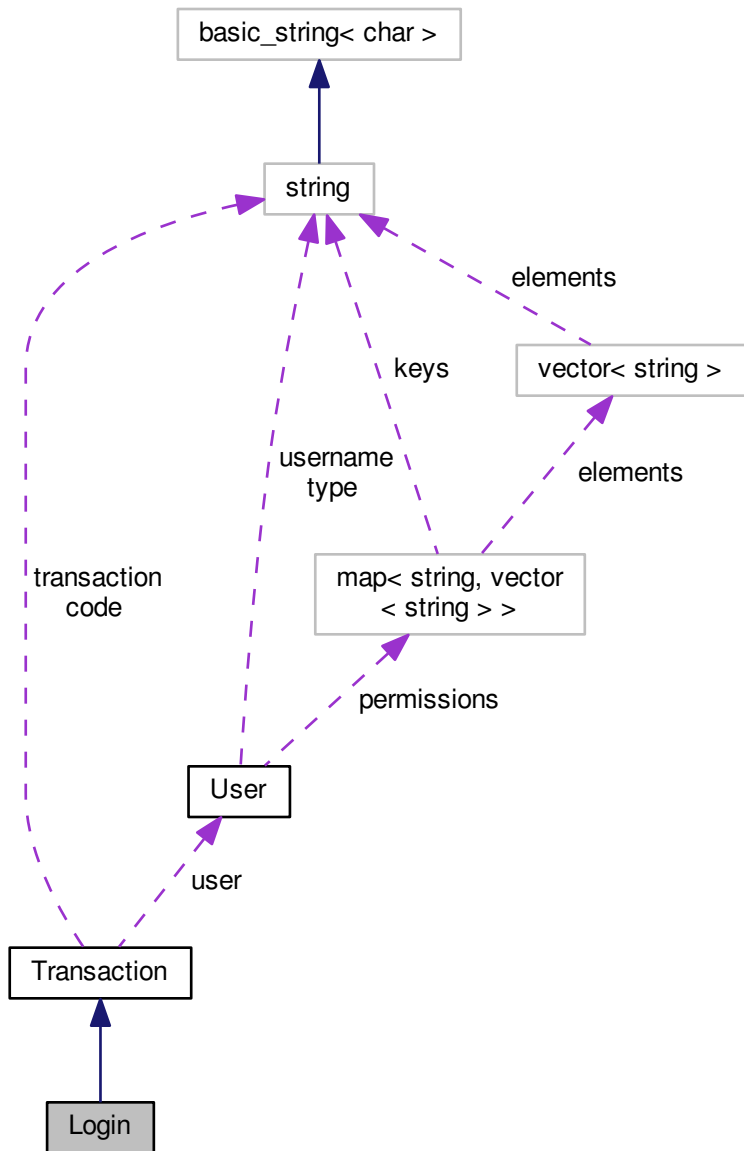 basic_string< char >
string
elements
vector< string >
keys
username
type
elements
map< string, vector
< string > >
transaction
code
permissions
User
user
Transaction
Login